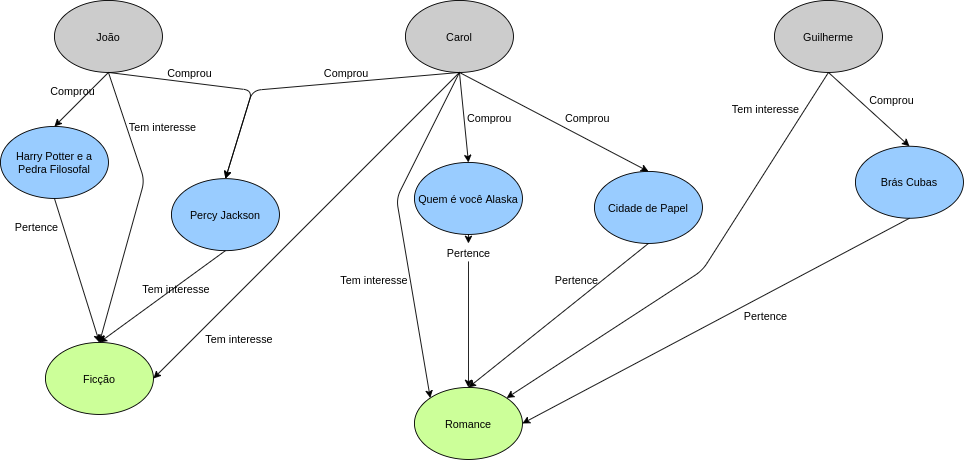 João
Carol
Guilherme
Comprou
Comprou
Comprou
Tem interesse
Comprou
Comprou
Comprou
Tem interesse
Harry Potter e a
Pedra Filosofal
Percy Jackson
Quem é você Alaska
Cidade de Papel
Brás Cubas
Pertence
Pertence
Tem interesse
Tem interesse
Pertence
Pertence
Tem interesse
Ficção
Romance